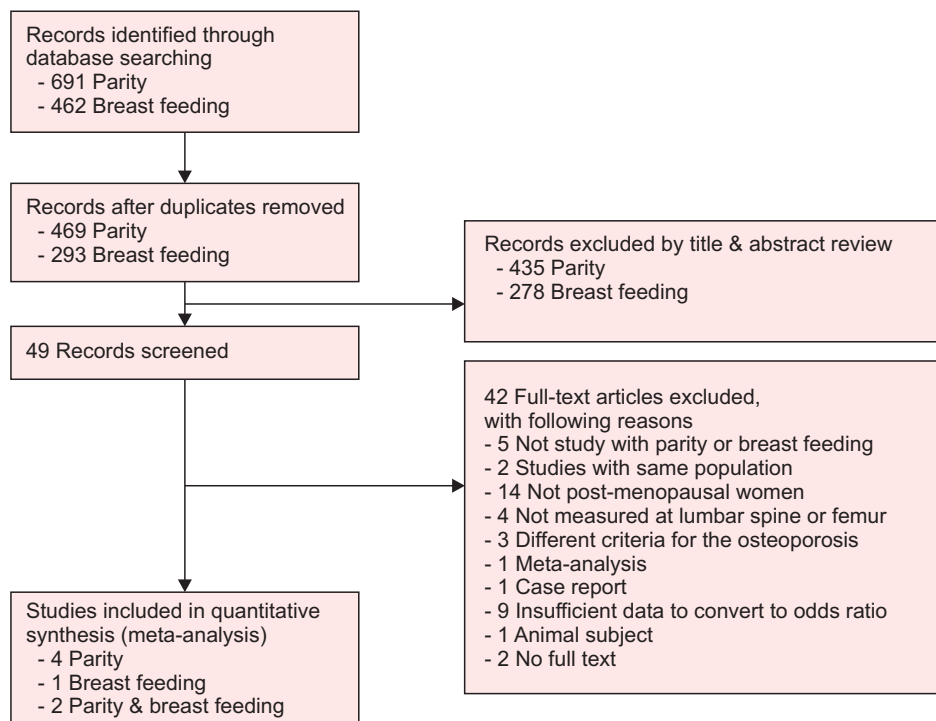 Records identified through
database searching
- 691 Parity
- 462 Breast feeding
Records after duplicates removed
- 469 Parity
- 293 Breast feeding
Records excluded by title & abstract review
- 435 Parity
- 278 Breast feeding
49 Records screened
42 Full-text articles excluded,
with following reasons
- 5 Not study with parity or breast feeding
- 2 Studies with same population
- 14 Not post-menopausal women
- 4 Not measured at lumbar spine or femur
- 3 Different criteria for the osteoporosis
- 1 Meta-analysis
- 1 Case report
- 9 Insufficient data to convert to odds ratio
- 1 Animal subject
- 2 No full text
Studies included in quantitative
synthesis (meta-analysis)
- 4 Parity
- 1 Breast feeding
- 2 Parity & breast feeding